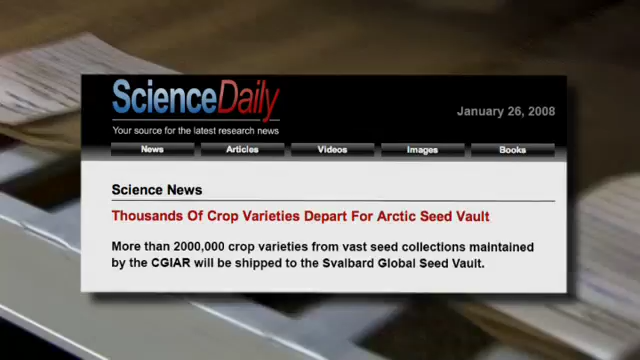 ScienceDaily
January 26, 2008
Your source for the latest research news
News Articles Videos Images Books
Science News
Thousands Of Crop Varieties Depart For Arctic Seed Vault
More than 2000,000 crop varieties from vast seed collections maintained
by the CGIAR will be shipped to the Svalbard Global Seed Vault.